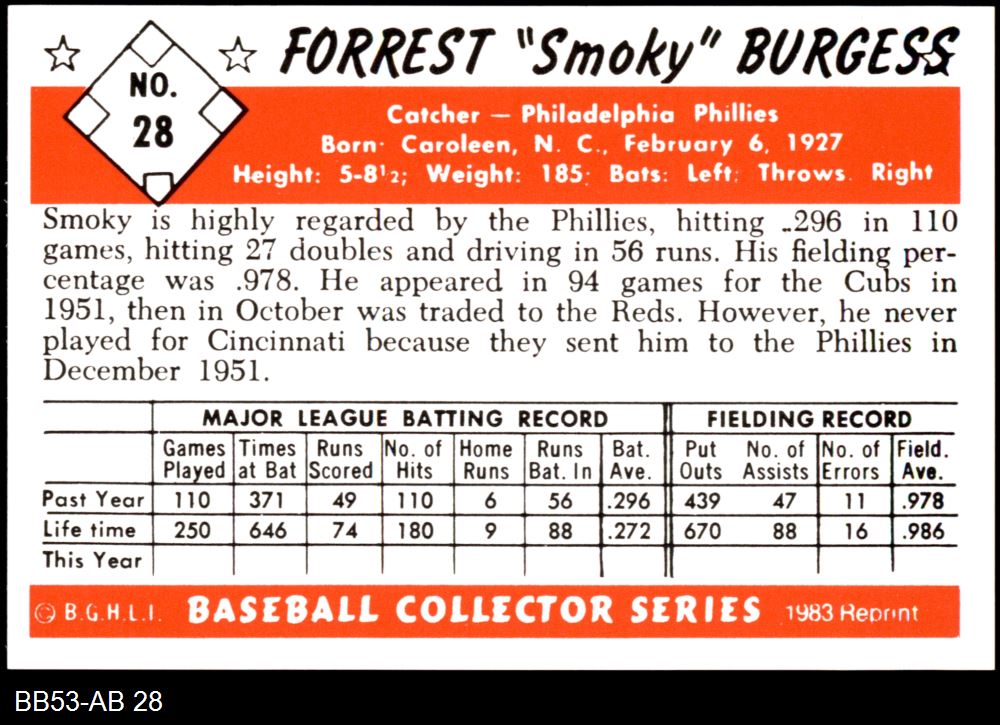 FORREST "Smoky" BURGESS
NO.
28
Catcher — Philadelphia Phillies
Born· Caroleen, N. C., February 6, 1927
Height: 5-8½; Weight: 185; Bats: Left; Throws Right
Smoky is highly regarded by the Phillies, hitting .296 in 110
games, hitting 27 doubles and driving in 56 runs. His fielding per-
centage was .978. He appeared in 94 games for the Cubs in
1951, then in October was traded to the Reds. However, he never
played for Cincinnati because they sent him to the Phillies in
December 1951.
MAJOR LEAGUE BATTING RECORD FIELDING RECORD
Games Times Runs No. of Home Runs Bat. Put No. of No. of Field.
Played at Bat Scored Hits Runs Bat. In Ave. Outs Assists Errors Ave.
Past Year 110 371 49 110 6 56 .296 439 47 11 .978
Life time 250 646 74 180 9 88 .272 670 88 16 .986
This Year
© B.G.H.L.I. BASEBALL COLLECTOR SERIES 1983 Reprint
BB53-AB 28